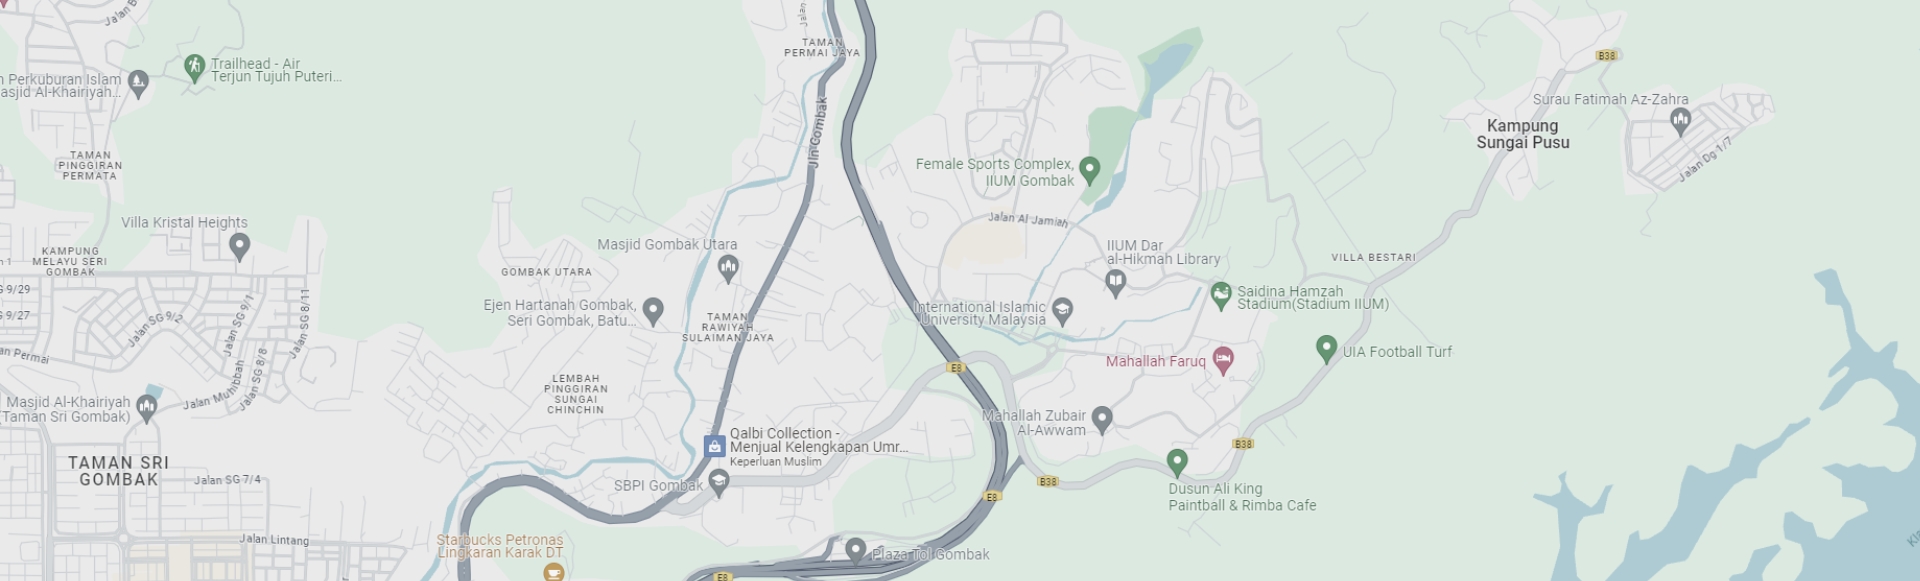 Jalan B
TAMAN
PERMAI JAYA
Jalan
Trailhead - Air
Terjun Tujuh Puteri...
n Perkuburan Islam
asjid Al-Khairiyah...
B38
Surau Fatimah Az-Zahra
Kampung
Sungai Pusu
Jalan Dg 1/7
Jln Gombak
TAMAN
PINGGIRAN
PERMATA
Female Sports Complex,
IIUM Gombak
Jalan Al Jamiah
Villa Kristal Heights
Masjid Gombak Utara
IIUM Dar
al-Hikmah Library
KAMPUNG
MELAYU SERI
GOMBAK
n 1
GOMBAK UTARA
VILLA BESTARI
G 9/29
G 9/27
Jalan SG 9/2
Jalan SG 9/1
Jalan SG 8/11
Ejen Hartanah Gombak,
Seri Gombak, Batu...
International Islamic
University Malaysia
Saidina Hamzah
Stadium(Stadium IIUM)
TAMAN
RAWIYAH
SULAIMAN JAYA
an Permai
Jalan SG 8/8
UIA Football Turf
Mahallah Faruq
E8
LEMBAH
PINGGIRAN
SUNGAI
CHINCHIN
Jalan Muhibbah
Masjid Al-Khairiyah
(Taman Sri Gombak)
Mahallah Zubair
Al-Awwam
Qalbi Collection -
Menjual Kelengkapan Umr...
Keperluan Muslim
B38
TAMAN SRI
GOMBAK
Jalan SG 7/4
SBPI Gombak
B38
E8
Dusun Ali King
Paintball & Rimba Cafe
Jalan Lintang
Starbucks Petronas
Lingkaran Karak DT
Plaza Tol Gombak
E8